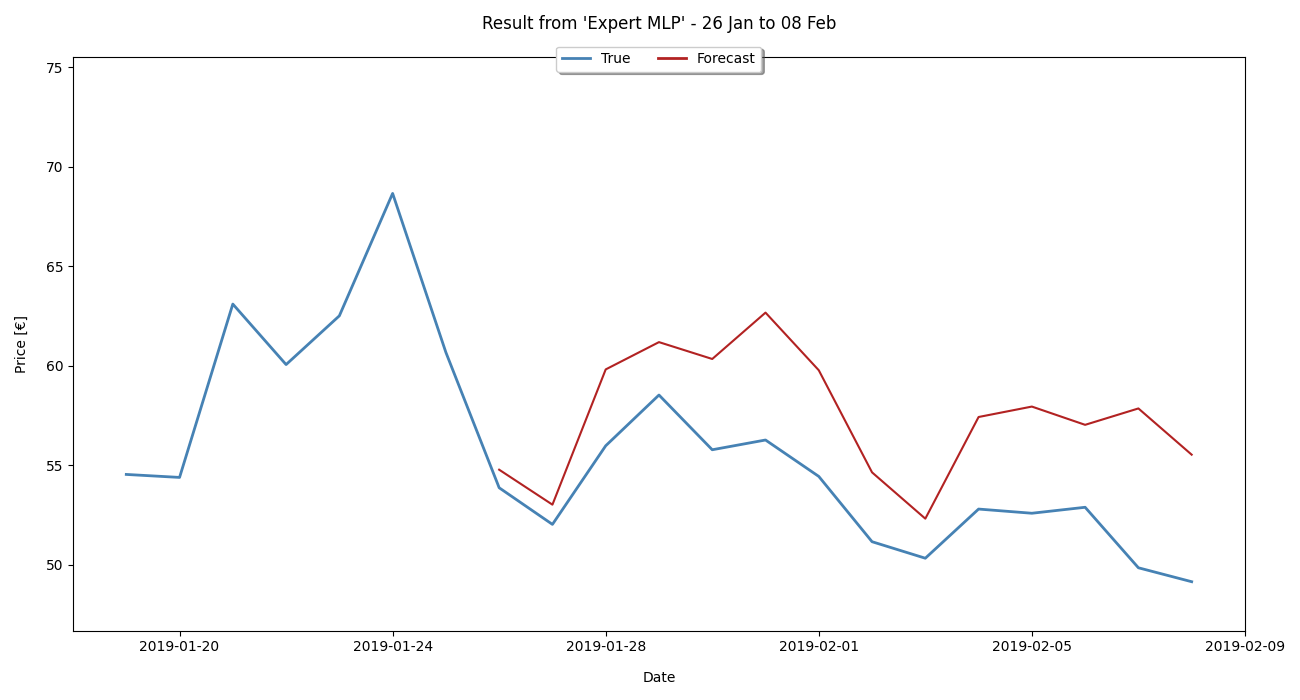 Result from 'Expert MLP' - 26 Jan to 08 Feb
True Forecast
75
70
65
60
55
50
Price [€]
2019-01-20 2019-01-24 2019-01-28 2019-02-01 2019-02-05 2019-02-09
Date